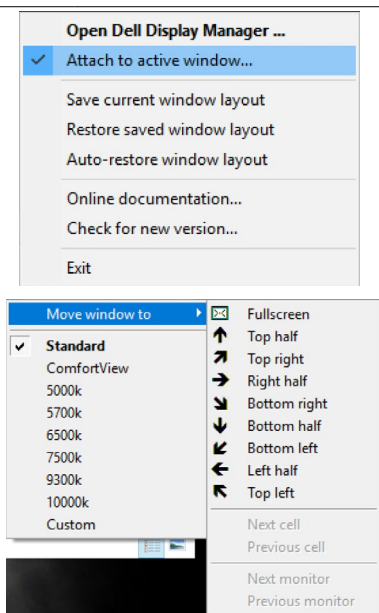 Open Dell Display Manager ...
Attach to active window...
Save current window layout
Restore saved window layout
Auto-restore window layout
Online documentation...
Check for new version...
Exit
Move window to
Standard
ComfortView
5000k
5700k
6500k
7500k
9300k
10000k
Custom
Fullscreen
Top half
Top right
Right half
Bottom right
Bottom half
Bottom left
Left half
Top left
Next cell
Previous cell
Next monitor
Previous monitor